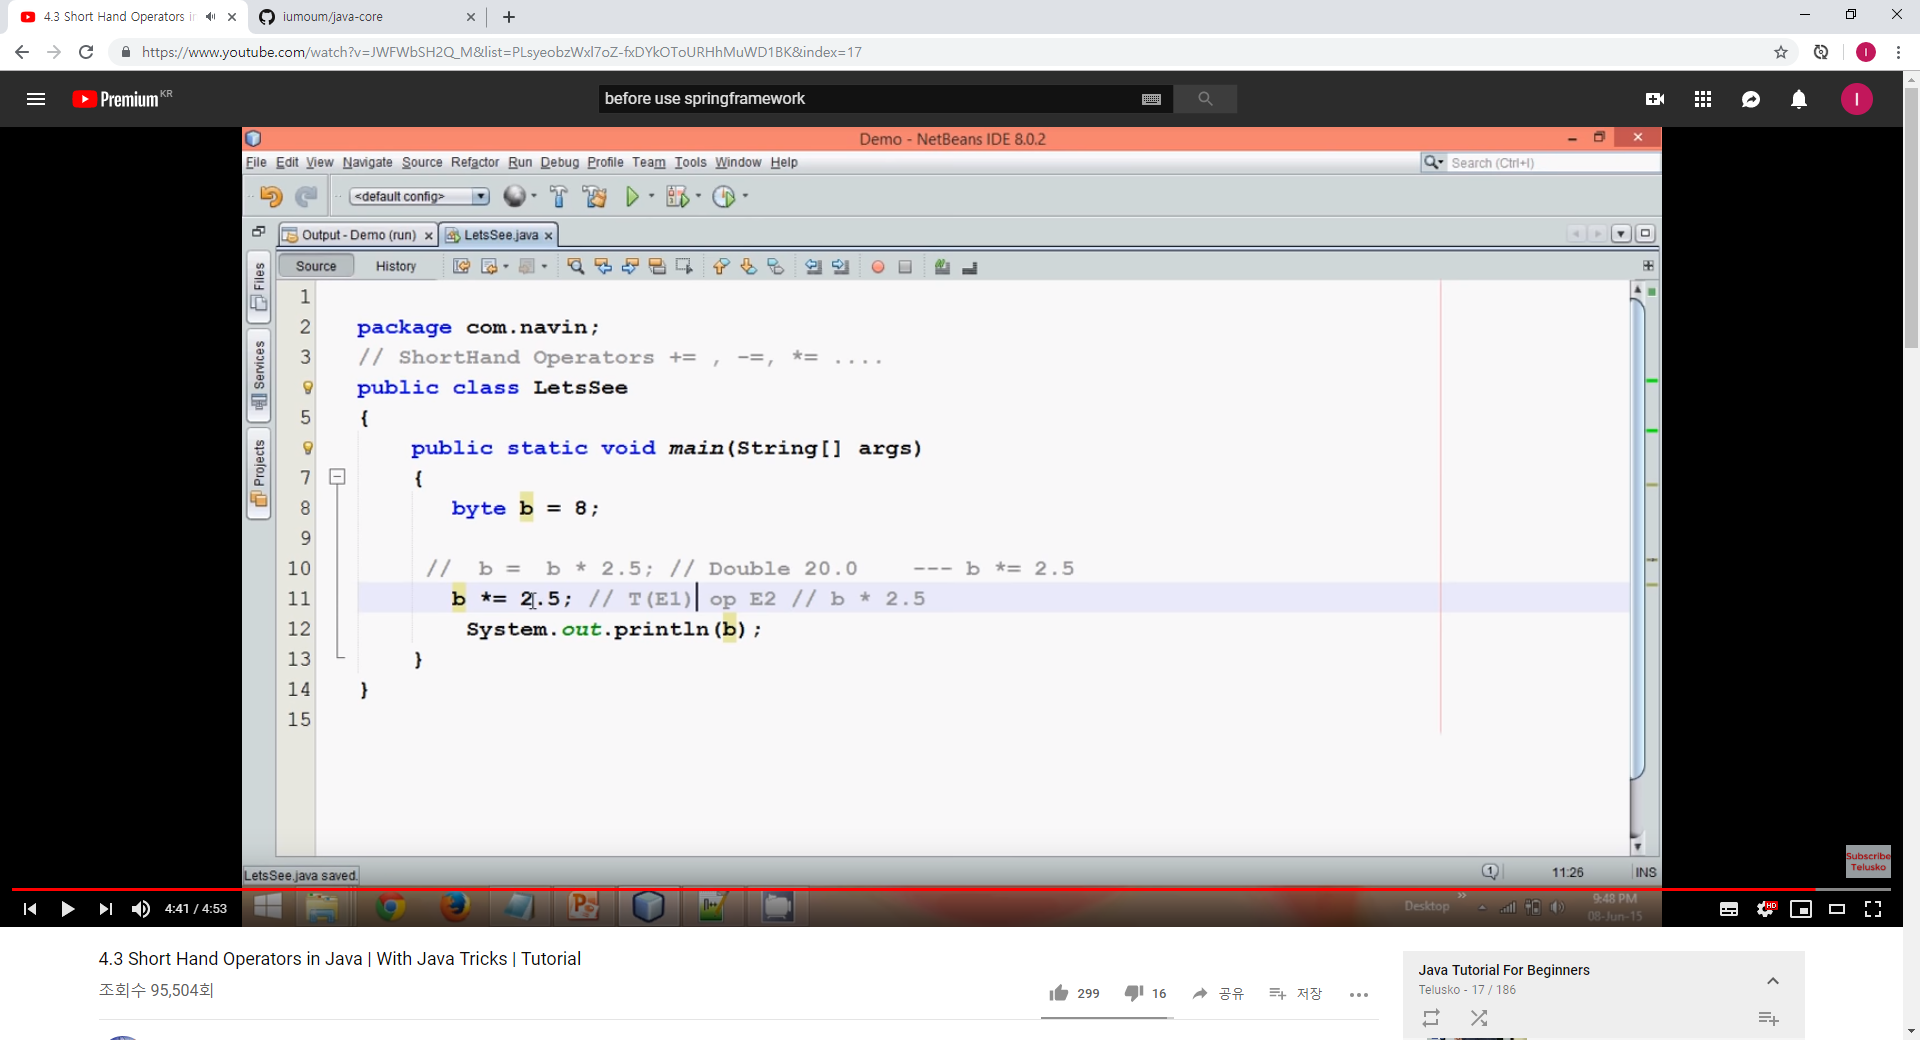 4.3 Short Hand Operators i
iumoum/java-core
https://www.youtube.com/watch?v=JWFWbSH2Q_M&list=PLsyeobzWxl7oZ-fxDYkOToURHhMuWD1BK&index=17
I
Premium KR
before use springframework
I
Demo - NetBeans IDE 8.0.2
File Edit View Navigate Source Refactor Run Debug Profile Team Tools Window Help
Search (Ctrl+I)
<default config>
Output - Demo (run)
LetsSee.java
Source
History
Files
Services
Projects
1
2 package com.navin;
3 // ShortHand Operators += , -=, *= ....
public class LetsSee
5 {
public static void main(String[] args)
7 {
8 byte b = 8;
9
10 // b = b * 2.5; // Double 20.0 --- b *= 2.5
11 b *= 2.5; // T(E1) op E2 // b * 2.5
12 System.out.println(b);
13 }
14 }
15
Subscribe
Telusko
LetsSee.java saved.
1
11:26
INS
4:41 / 4:53
Desktop
9:48 PM
08-Jun-15
HD
4.3 Short Hand Operators in Java | With Java Tricks | Tutorial
조회수 95,504회
299
16
공유
저장
Java Tutorial For Beginners
Telusko - 17 / 186